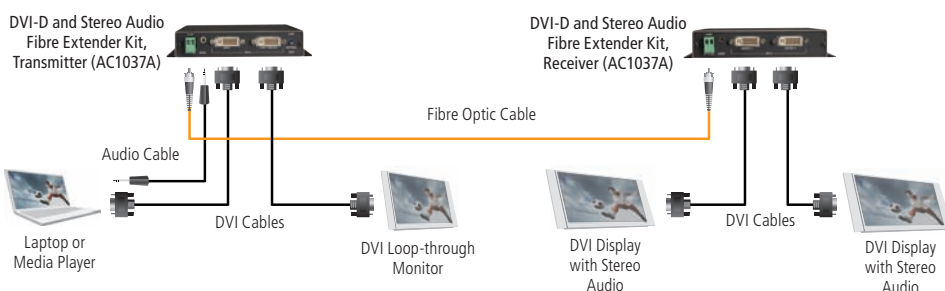 DVI-D and Stereo Audio
Fibre Extender Kit,
Transmitter (AC1037A)
DVI-D and Stereo Audio
Fibre Extender Kit,
Receiver (AC1037A)
Fibre Optic Cable
Audio Cable
DVI Cables
DVI Cables
Laptop or
Media Player
DVI Loop-through
Monitor
DVI Display
with Stereo
Audio
DVI Display
with Stereo
Audio